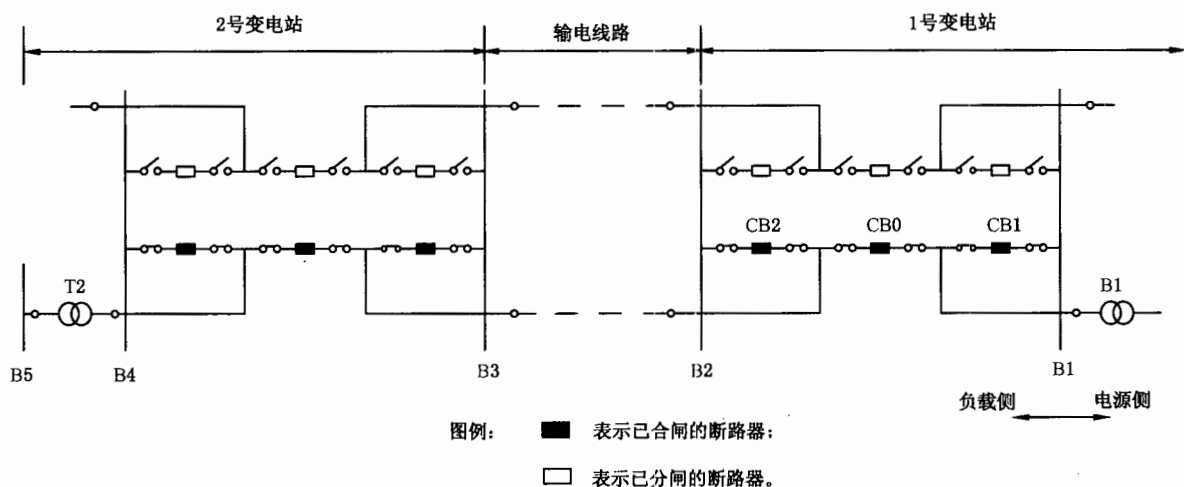 2号变电站
输电线路
1号变电站
CB2
CB0
CB1
T2
B1
B5
B4
B3
B2
B1
负载侧
电源侧
图例：
表示已合闸的断路器；
表示已分闸的断路器。